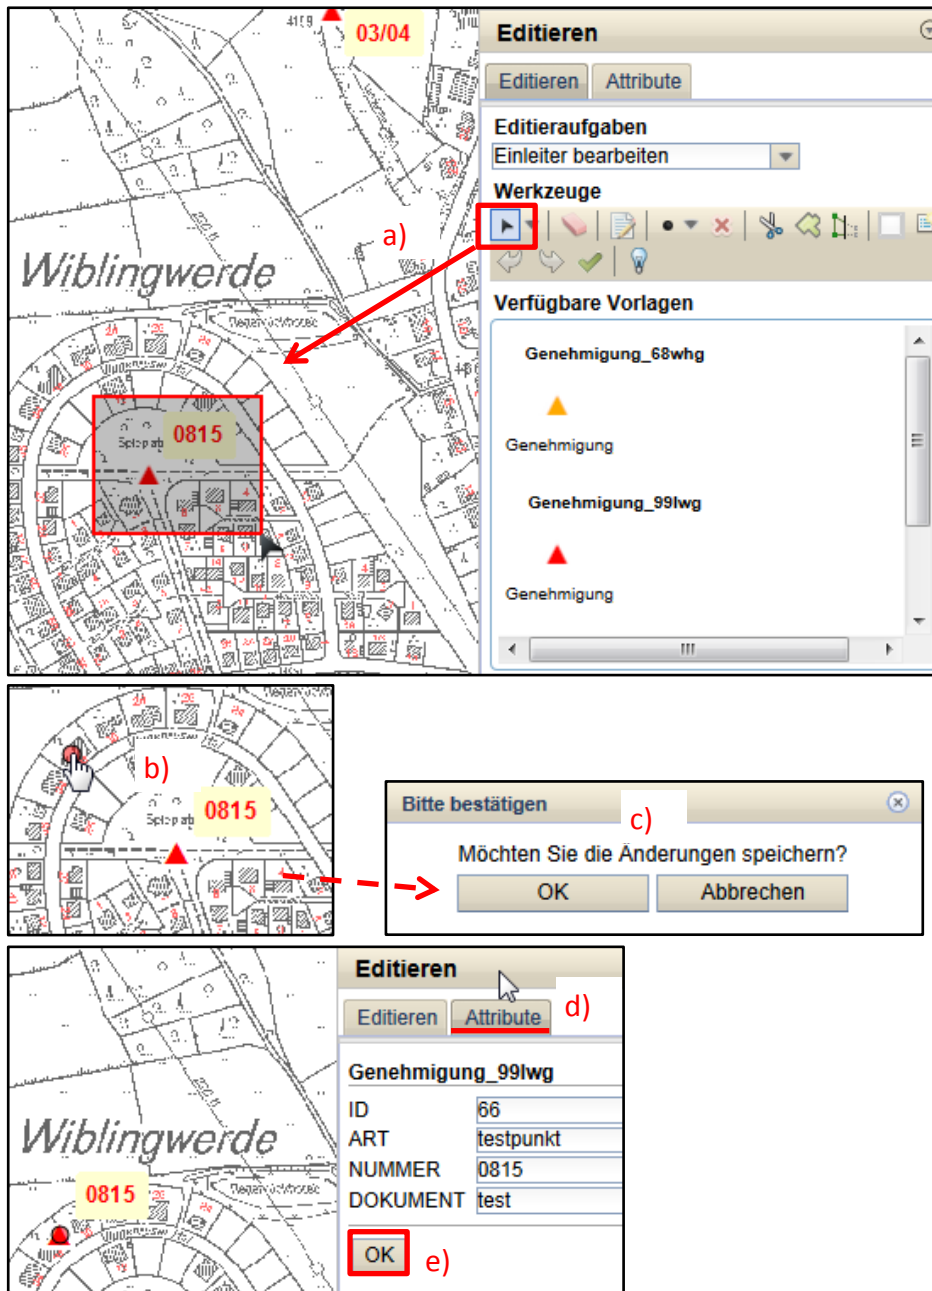 4159
03/04
a)
Wiblingwerde
0815
Editieren
Editieren Attribute
Editieraufgaben
Einleiter bearbeiten
Werkzeuge
Verfügbare Vorlagen
Genehmigung_68whg
Genehmigung
Genehmigung_99lwg
Genehmigung
b)
0815
Bitte bestätigen
c)
Möchten Sie die Änderungen speichern?
OK Abbrechen
Wiblingwerde
0815
Editieren
Editieren Attribute
d)
Genehmigung_99lwg
ID 66
ART testpunkt
NUMMER 0815
DOKUMENT test
OK
e)